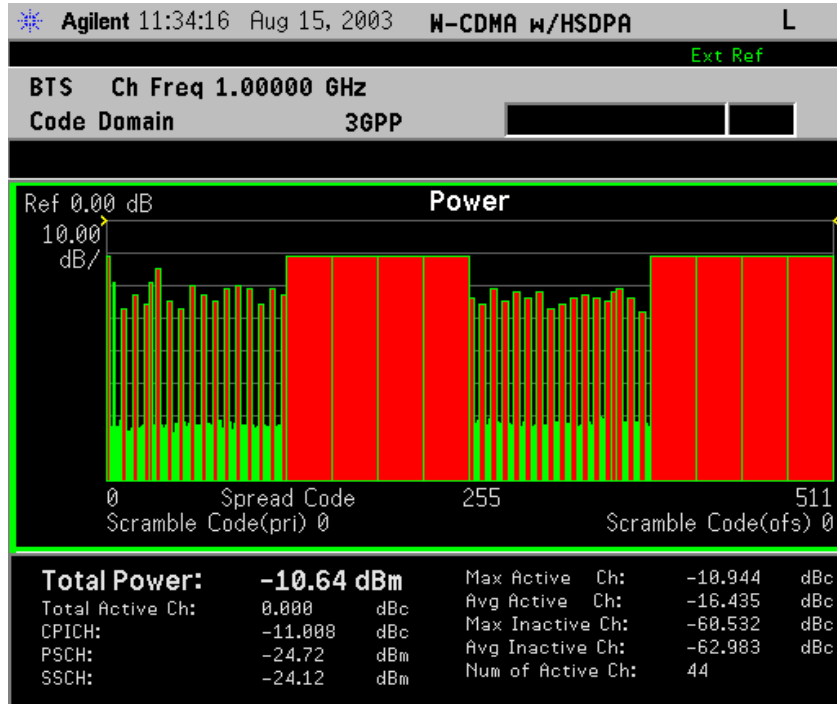 Agilent 11:34:16 Aug 15, 2003 W-CDMA w/HSDPA L
Ext Ref
BTS Ch Freq 1.00000 GHz
Code Domain 3GPP
Ref 0.00 dB Power
10.00
dB/
0 Spread Code 255 511
Scramble Code(pri) 0 Scramble Code(ofs) 0
Total Power: -10.64 dBm
Total Active Ch: 0.000 dBc
CPICH: -11.008 dBc
PSCH: -24.72 dBm
SSCH: -24.12 dBm
Max Active Ch: -10.944 dBc
Avg Active Ch: -16.435 dBc
Max Inactive Ch: -60.532 dBc
Avg Inactive Ch: -62.983 dBc
Num of Active Ch: 44